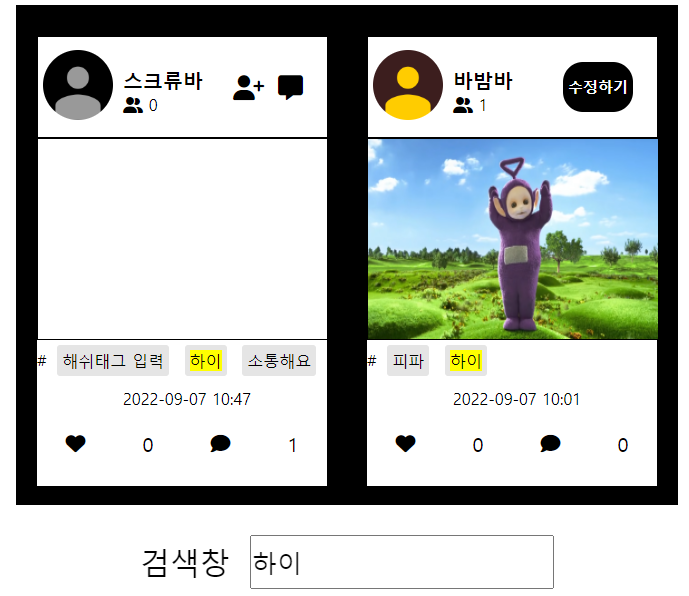 스크류바
0
# 해쉬태그 입력 하이 소통해요
2022-09-07 10:47
0 1
바밤바
1
수정하기
# 피파 하이
2022-09-07 10:01
0 0
검색창 하이